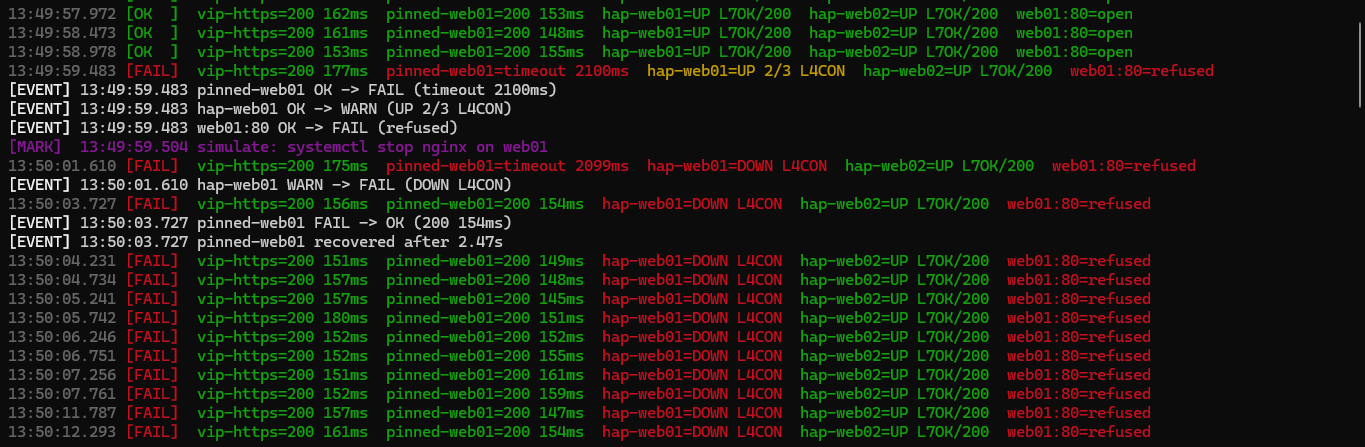 13:49:57.972 [OK  ]  vip-https=200 162ms  pinned-web01=200 153ms  hap-web01=UP L7OK/200  hap-web02=UP L7OK/200  web01:80=open
13:49:58.473 [OK  ]  vip-https=200 161ms  pinned-web01=200 148ms  hap-web01=UP L7OK/200  hap-web02=UP L7OK/200  web01:80=open
13:49:58.978 [OK  ]  vip-https=200 153ms  pinned-web01=200 155ms  hap-web01=UP L7OK/200  hap-web02=UP L7OK/200  web01:80=open
13:49:59.483 [FAIL]  vip-https=200 177ms  pinned-web01=timeout 2100ms  hap-web01=UP 2/3 L4CON  hap-web02=UP L7OK/200  web01:80=refused
[EVENT] 13:49:59.483 pinned-web01 OK -> FAIL (timeout 2100ms)
[EVENT] 13:49:59.483 hap-web01 OK -> WARN (UP 2/3 L4CON)
[EVENT] 13:49:59.483 web01:80 OK -> FAIL (refused)
[MARK]  13:49:59.504 simulate: systemctl stop nginx on web01
13:50:01.610 [FAIL]  vip-https=200 175ms  pinned-web01=timeout 2099ms  hap-web01=DOWN L4CON  hap-web02=UP L7OK/200  web01:80=refused
[EVENT] 13:50:01.610 hap-web01 WARN -> FAIL (DOWN L4CON)
13:50:03.727 [FAIL]  vip-https=200 156ms  pinned-web01=200 154ms  hap-web01=DOWN L4CON  hap-web02=UP L7OK/200  web01:80=refused
[EVENT] 13:50:03.727 pinned-web01 FAIL -> OK (200 154ms)
[EVENT] 13:50:03.727 pinned-web01 recovered after 2.47s
13:50:04.231 [FAIL]  vip-https=200 151ms  pinned-web01=200 149ms  hap-web01=DOWN L4CON  hap-web02=UP L7OK/200  web01:80=refused
13:50:04.734 [FAIL]  vip-https=200 157ms  pinned-web01=200 148ms  hap-web01=DOWN L4CON  hap-web02=UP L7OK/200  web01:80=refused
13:50:05.241 [FAIL]  vip-https=200 157ms  pinned-web01=200 145ms  hap-web01=DOWN L4CON  hap-web02=UP L7OK/200  web01:80=refused
13:50:05.742 [FAIL]  vip-https=200 180ms  pinned-web01=200 151ms  hap-web01=DOWN L4CON  hap-web02=UP L7OK/200  web01:80=refused
13:50:06.246 [FAIL]  vip-https=200 152ms  pinned-web01=200 152ms  hap-web01=DOWN L4CON  hap-web02=UP L7OK/200  web01:80=refused
13:50:06.751 [FAIL]  vip-https=200 152ms  pinned-web01=200 155ms  hap-web01=DOWN L4CON  hap-web02=UP L7OK/200  web01:80=refused
13:50:07.256 [FAIL]  vip-https=200 151ms  pinned-web01=200 161ms  hap-web01=DOWN L4CON  hap-web02=UP L7OK/200  web01:80=refused
13:50:07.761 [FAIL]  vip-https=200 152ms  pinned-web01=200 159ms  hap-web01=DOWN L4CON  hap-web02=UP L7OK/200  web01:80=refused
13:50:11.787 [FAIL]  vip-https=200 157ms  pinned-web01=200 147ms  hap-web01=DOWN L4CON  hap-web02=UP L7OK/200  web01:80=refused
13:50:12.293 [FAIL]  vip-https=200 161ms  pinned-web01=200 154ms  hap-web01=DOWN L4CON  hap-web02=UP L7OK/200  web01:80=refused